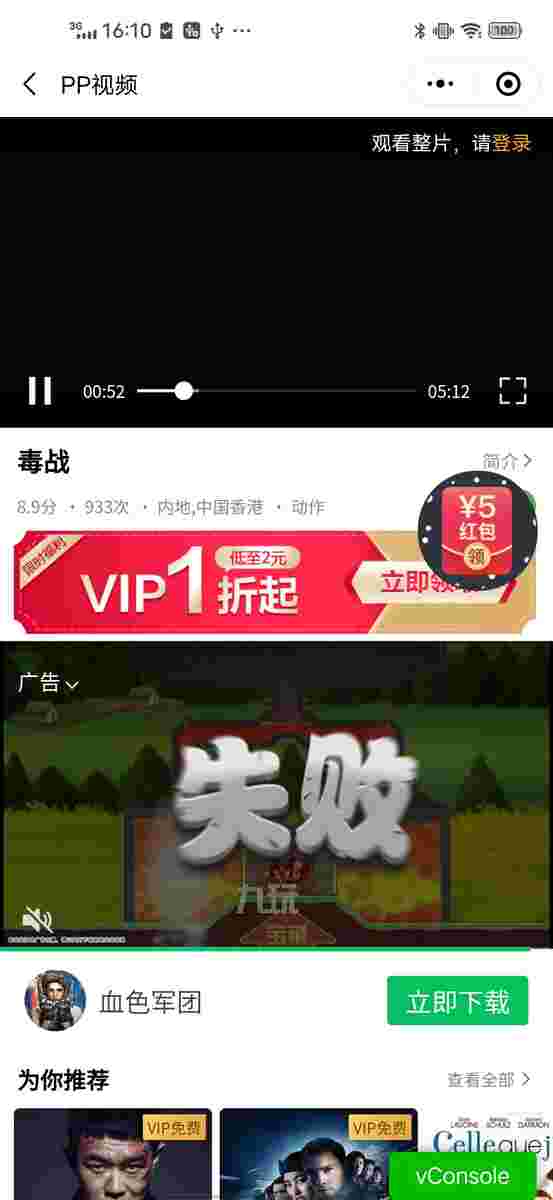 3G 16:10 100
PP视频
观看整片，请登录
00:52 05:12
毒战
简介
8.9分 · 933次 · 内地,中国香港 · 动作
¥5
红包
领
限时福利
VIP1折起
低至2元
立即领
广告
失败
九玩
血色军团
立即下载
为你推荐
查看全部
VIP免费
VIP免费
Celle
quej
vConsole